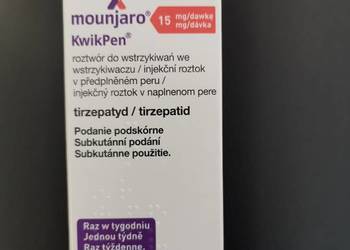 mounjaro®
15 mg/dawkę
mg/dávka
KwikPen®
roztwór do wstrzykiwań we
wstrzykiwaczu / injekční roztok
v předplněném peru /
injekčný roztok v naplnenom pere
tirzepatyd / tirzepatid
Podanie podskórne
Subkutánní podání
Subkutánne použitie.
Raz w tygodniu
Jednou týdně
Raz týždenne.